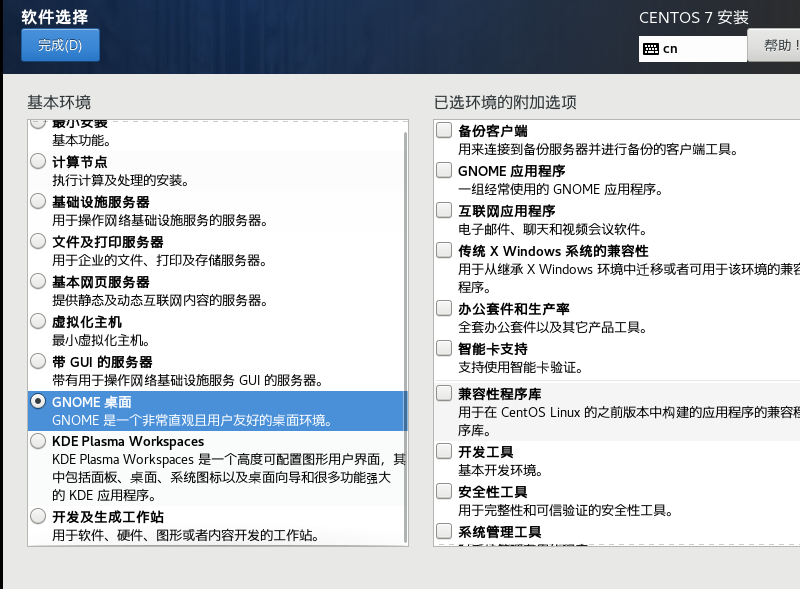 软件选择
CENTOS 7 安装
完成(D)
cn
帮助！
基本环境
已选环境的附加选项
最小安装
基本功能。
计算节点
执行计算及处理的安装。
基础设施服务器
用于操作网络基础设施服务的服务器。
文件及打印服务器
用于企业的文件、打印及存储服务器。
基本网页服务器
提供静态及动态互联网内容的服务器。
虚拟化主机
最小虚拟化主机。
带 GUI 的服务器
带有用于操作网络基础设施服务 GUI 的服务器。
GNOME 桌面
GNOME 是一个非常直观且用户友好的桌面环境。
KDE Plasma Workspaces
KDE Plasma Workspaces 是一个高度可配置图形用户界面，其
中包括面板、桌面、系统图标以及桌面向导和很多功能强大
的 KDE 应用程序。
开发及生成工作站
用于软件、硬件、图形或者内容开发的工作站。
备份客户端
用来连接到备份服务器并进行备份的客户端工具。
GNOME 应用程序
一组经常使用的 GNOME 应用程序。
互联网应用程序
电子邮件、聊天和视频会议软件。
传统 X Windows 系统的兼容性
用于从继承 X Windows 环境中迁移或者可用于该环境的兼容
程序。
办公套件和生产率
全套办公套件以及其它产品工具。
智能卡支持
支持使用智能卡验证。
兼容性程序库
用于在 CentOS Linux 的之前版本中构建的应用程序的兼容程
序库。
开发工具
基本开发环境。
安全性工具
用于完整性和可信验证的安全性工具。
系统管理工具